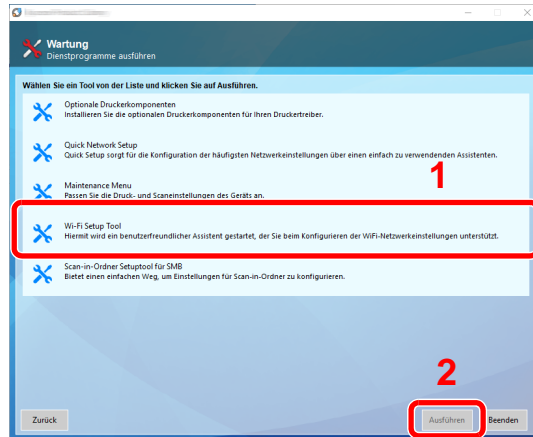 Wartung
Dienstprogramme ausführen
Wählen Sie ein Tool von der Liste und klicken Sie auf Ausführen.
Optionale Druckerkomponenten
Installieren Sie die optionalen Druckerkomponenten für Ihren Druckertreiber.
Quick Network Setup
Quick Setup sorgt für die Konfiguration der häufigsten Netzwerkeinstellungen über einen einfach zu verwendenden Assistenten.
1
Maintenance Menu
Passen Sie die Druck- und Scaneinstellungen des Geräts an.
Wi-Fi Setup Tool
Hiermit wird ein benutzerfreundlicher Assistent gestartet, der Sie beim Konfigurieren der WiFi-Netzwerkeinstellungen unterstützt.
Scan-in-Ordner Setuptool für SMB
Bietet einen einfachen Weg, um Einstellungen für Scan-in-Ordner zu konfigurieren.
2
Zurück Ausführen Beenden